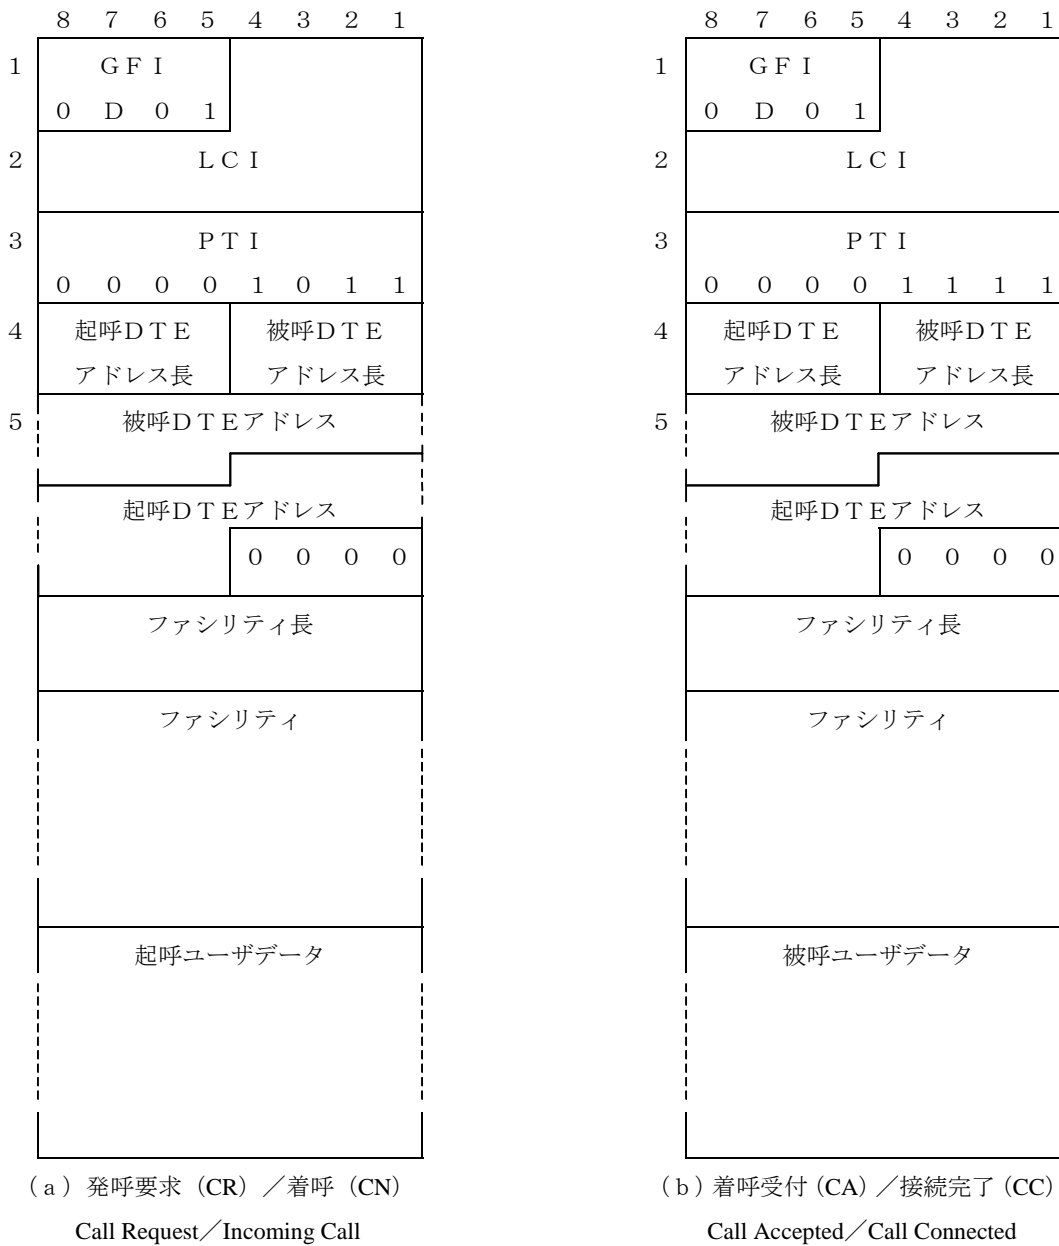 8 7 6 5 4 3 2 1
1 GFI
0 D 0 1
2 LCI
3 PTI
0 0 0 0 1 0 1 1
4 起呼DTE 被呼DTE
アドレス長 アドレス長
5 被呼DTEアドレス
起呼DTEアドレス
0 0 0 0
ファシリティ長
ファシリティ
起呼ユーザデータ
(a) 発呼要求 (CR) /着呼 (CN)
Call Request/Incoming Call
8 7 6 5 4 3 2 1
1 GFI
0 D 0 1
2 LCI
3 PTI
0 0 0 0 1 1 1 1
4 起呼DTE 被呼DTE
アドレス長 アドレス長
5 被呼DTEアドレス
起呼DTEアドレス
0 0 0 0
ファシリティ長
ファシリティ
被呼ユーザデータ
(b) 着呼受付 (CA) /接続完了 (CC)
Call Accepted/Call Connected